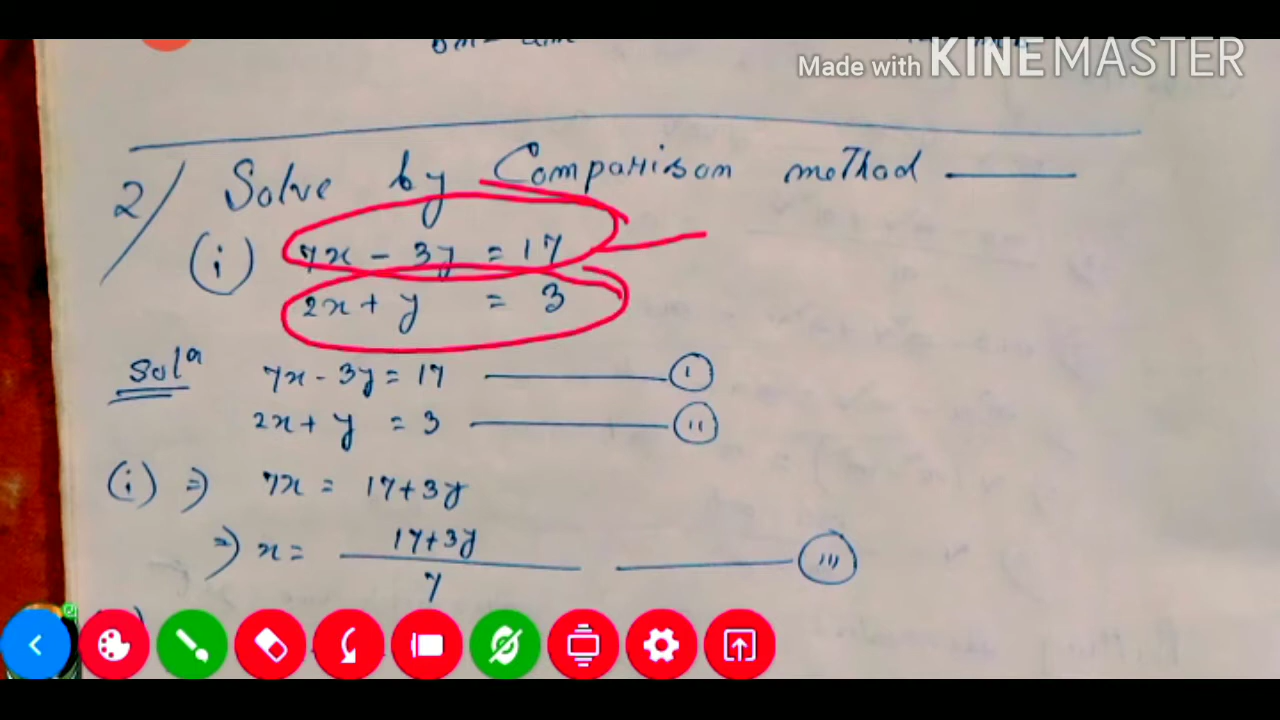 Made with KINEMASTER
2/ Solve by Comparison method
(i) 7x - 3y = 17
2x + y = 3
Solⁿ 7x - 3y = 17 (i)
2x + y = 3 (ii)
(i) => 7x = 17+3y
=> x = 17+3y
7 (iii)